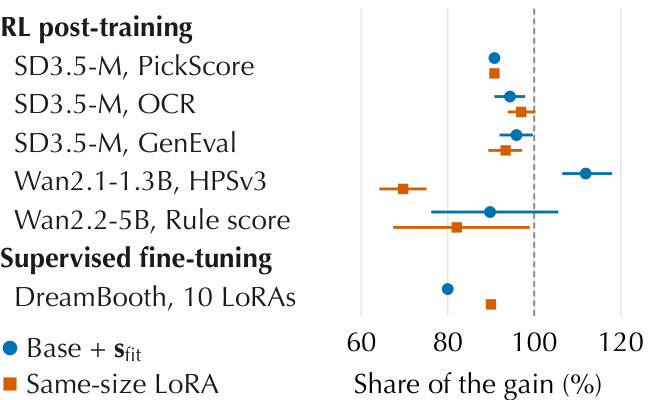 RL post-training
SD3.5-M, PickScore
SD3.5-M, OCR
SD3.5-M, GenEval
Wan2.1-1.3B, HPSv3
Wan2.2-5B, Rule score
Supervised fine-tuning
DreamBooth, 10 LoRAs
60 80 100 120
Base + s_fit
Same-size LoRA
Share of the gain (%)